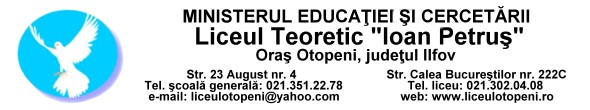 MINISTERUL EDUCAŢIEI ŞI CERCETĂRII
Liceul Teoretic "Ioan Petruş"
Oraş Otopeni, judeţul Ilfov
Str. 23 August nr. 4
Tel. şcoală generală: 021.351.22.78
e-mail: liceulotopeni@yahoo.com
Str. Calea Bucureştilor nr. 222C
Tel. liceu: 021.302.04.08
web: www.liceulotopeni.ro